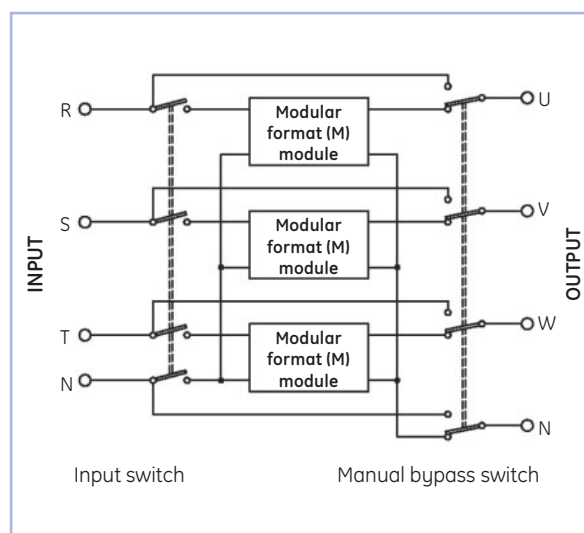 R
Modular
format (M)
module
U
S
Modular
format (M)
module
V
INPUT
OUTPUT
T
Modular
format (M)
module
W
N
N
Input switch
Manual bypass switch